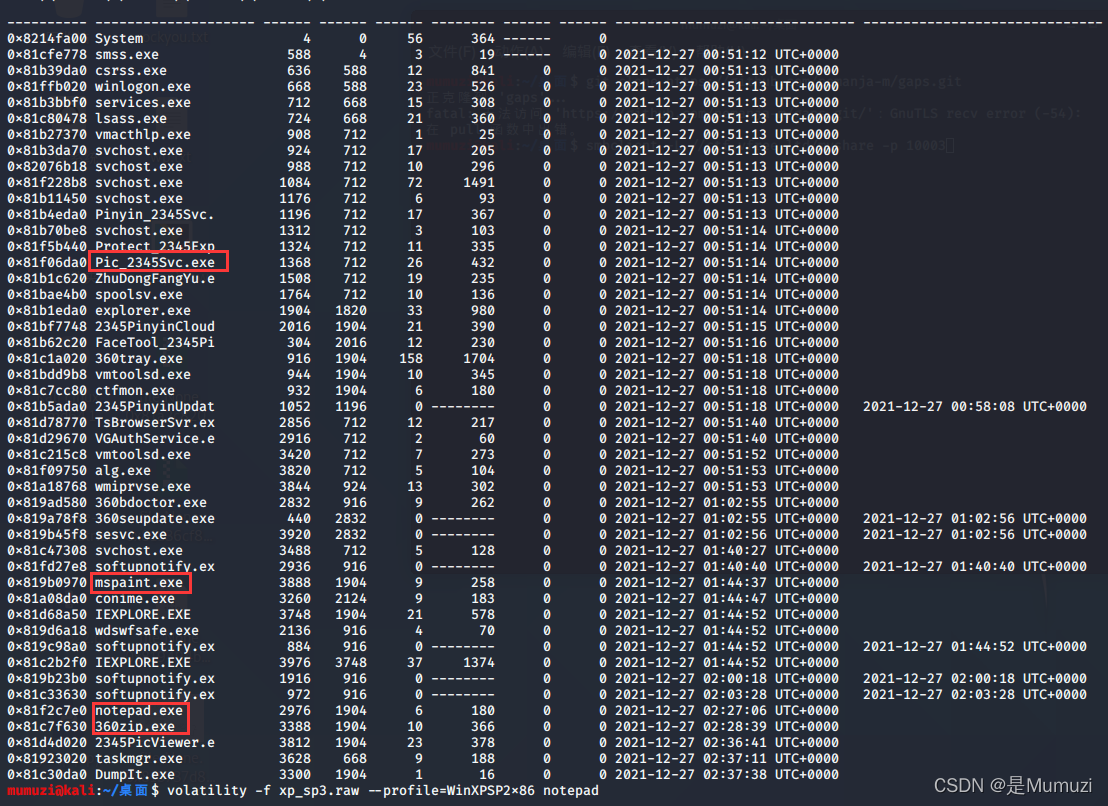 ---------- -------------------- ------ ------ ------ -------- ------ ------ ------------------------------ ------------------------------
0×8214fa00 System 4 0 56 364 ------ 0
0×81cfe778 smss.exe 588 4 3 19 ------ 0 2021-12-27 00:51:12 UTC+0000
0×81b39da0 csrss.exe 636 588 12 841 0 0 2021-12-27 00:51:13 UTC+0000
0×81ffb020 winlogon.exe 668 588 23 526 0 0 2021-12-27 00:51:13 UTC+0000
0×81b3bbf0 services.exe 712 668 15 308 0 0 2021-12-27 00:51:13 UTC+0000
0×81c80478 lsass.exe 724 668 21 360 0 0 2021-12-27 00:51:13 UTC+0000
0×81b27370 vmacthlp.exe 908 712 1 25 0 0 2021-12-27 00:51:13 UTC+0000
0×81b3da70 svchost.exe 924 712 17 205 0 0 2021-12-27 00:51:13 UTC+0000
0×82076b18 svchost.exe 988 712 10 296 0 0 2021-12-27 00:51:13 UTC+0000
0×81f228b8 svchost.exe 1084 712 72 1491 0 0 2021-12-27 00:51:13 UTC+0000
0×81b11450 svchost.exe 1176 712 6 93 0 0 2021-12-27 00:51:13 UTC+0000
0×81b4eda0 Pinyin_2345Svc. 1196 712 17 367 0 0 2021-12-27 00:51:13 UTC+0000
0×81b70be8 svchost.exe 1312 712 3 103 0 0 2021-12-27 00:51:14 UTC+0000
0×81f5b440 Protect_2345Exp 1324 712 11 335 0 0 2021-12-27 00:51:14 UTC+0000
0×81f06da0 Pic_2345Svc.exe 1368 712 26 432 0 0 2021-12-27 00:51:14 UTC+0000
0×81b1c620 ZhuDongFangYu.e 1508 712 19 235 0 0 2021-12-27 00:51:14 UTC+0000
0×81bae4b0 spoolsv.exe 1764 712 10 136 0 0 2021-12-27 00:51:14 UTC+0000
0×81b1eda0 explorer.exe 1904 1820 33 980 0 0 2021-12-27 00:51:14 UTC+0000
0×81bf7748 2345PinyinCloud 2016 1904 21 390 0 0 2021-12-27 00:51:15 UTC+0000
0×81b62c20 FaceTool_2345Pi 304 2016 12 230 0 0 2021-12-27 00:51:16 UTC+0000
0×81c1a020 360tray.exe 916 1904 158 1704 0 0 2021-12-27 00:51:18 UTC+0000
0×81bdd9b8 vmtoolsd.exe 944 1904 10 345 0 0 2021-12-27 00:51:18 UTC+0000
0×81c7cc80 ctfmon.exe 932 1904 6 180 0 0 2021-12-27 00:51:18 UTC+0000
0×81b5ada0 2345PinyinUpdat 1052 1196 0 -------- 0 0 2021-12-27 00:51:18 UTC+0000 2021-12-27 00:58:08 UTC+0000
0×81d78770 TsBrowserSvr.ex 2856 712 12 217 0 0 2021-12-27 00:51:40 UTC+0000
0×81d29670 VGAuthService.e 2916 712 2 60 0 0 2021-12-27 00:51:40 UTC+0000
0×81c215c8 vmtoolsd.exe 3420 712 7 273 0 0 2021-12-27 00:51:52 UTC+0000
0×81f09750 alg.exe 3820 712 5 104 0 0 2021-12-27 00:51:53 UTC+0000
0×81a18768 wmiprvse.exe 3844 924 13 302 0 0 2021-12-27 00:51:53 UTC+0000
0×819ad580 360bdoctor.exe 2832 916 9 262 0 0 2021-12-27 01:02:55 UTC+0000
0×819a78f8 360seupdate.exe 440 2832 0 -------- 0 0 2021-12-27 01:02:55 UTC+0000 2021-12-27 01:02:56 UTC+0000
0×819b45f8 sesvc.exe 3920 2832 0 -------- 0 0 2021-12-27 01:02:56 UTC+0000 2021-12-27 01:02:56 UTC+0000
0×81c47308 svchost.exe 3488 712 5 128 0 0 2021-12-27 01:40:27 UTC+0000
0×81fd27e8 softupnotify.ex 2936 916 0 -------- 0 0 2021-12-27 01:40:40 UTC+0000 2021-12-27 01:40:40 UTC+0000
0×819b0970 mspaint.exe 3888 1904 9 258 0 0 2021-12-27 01:44:37 UTC+0000
0×81a08da0 conime.exe 3260 2124 9 183 0 0 2021-12-27 01:44:47 UTC+0000
0×81d68a50 IEXPLORE.EXE 3748 1904 21 578 0 0 2021-12-27 01:44:52 UTC+0000
0×819d6a18 wdswfsafe.exe 2136 916 4 70 0 0 2021-12-27 01:44:52 UTC+0000
0×819c98a0 softupnotify.ex 884 916 0 -------- 0 0 2021-12-27 01:44:52 UTC+0000 2021-12-27 01:44:52 UTC+0000
0×81c2b2f0 IEXPLORE.EXE 3976 3748 37 1374 0 0 2021-12-27 01:44:52 UTC+0000
0×819b23b0 softupnotify.ex 1916 916 0 -------- 0 0 2021-12-27 02:00:18 UTC+0000 2021-12-27 02:00:18 UTC+0000
0×81c33630 softupnotify.ex 972 916 0 -------- 0 0 2021-12-27 02:03:28 UTC+0000 2021-12-27 02:03:28 UTC+0000
0×81f2c7e0 notepad.exe 2976 1904 6 180 0 0 2021-12-27 02:27:06 UTC+0000
0×81c7f630 360zip.exe 3388 1904 10 366 0 0 2021-12-27 02:28:39 UTC+0000
0×81d4d020 2345PicViewer.e 3812 1904 23 378 0 0 2021-12-27 02:36:41 UTC+0000
0×81923020 taskmgr.exe 3628 668 9 188 0 0 2021-12-27 02:37:11 UTC+0000
0×81c30da0 DumpIt.exe 3300 1904 1 16 0 0 2021-12-27 02:37:38 UTC+0000
mumuzi@kali:~/桌面$ volatility -f xp_sp3.raw --profile=WinXPSP2×86 notepad
CSDN @是Mumuzi